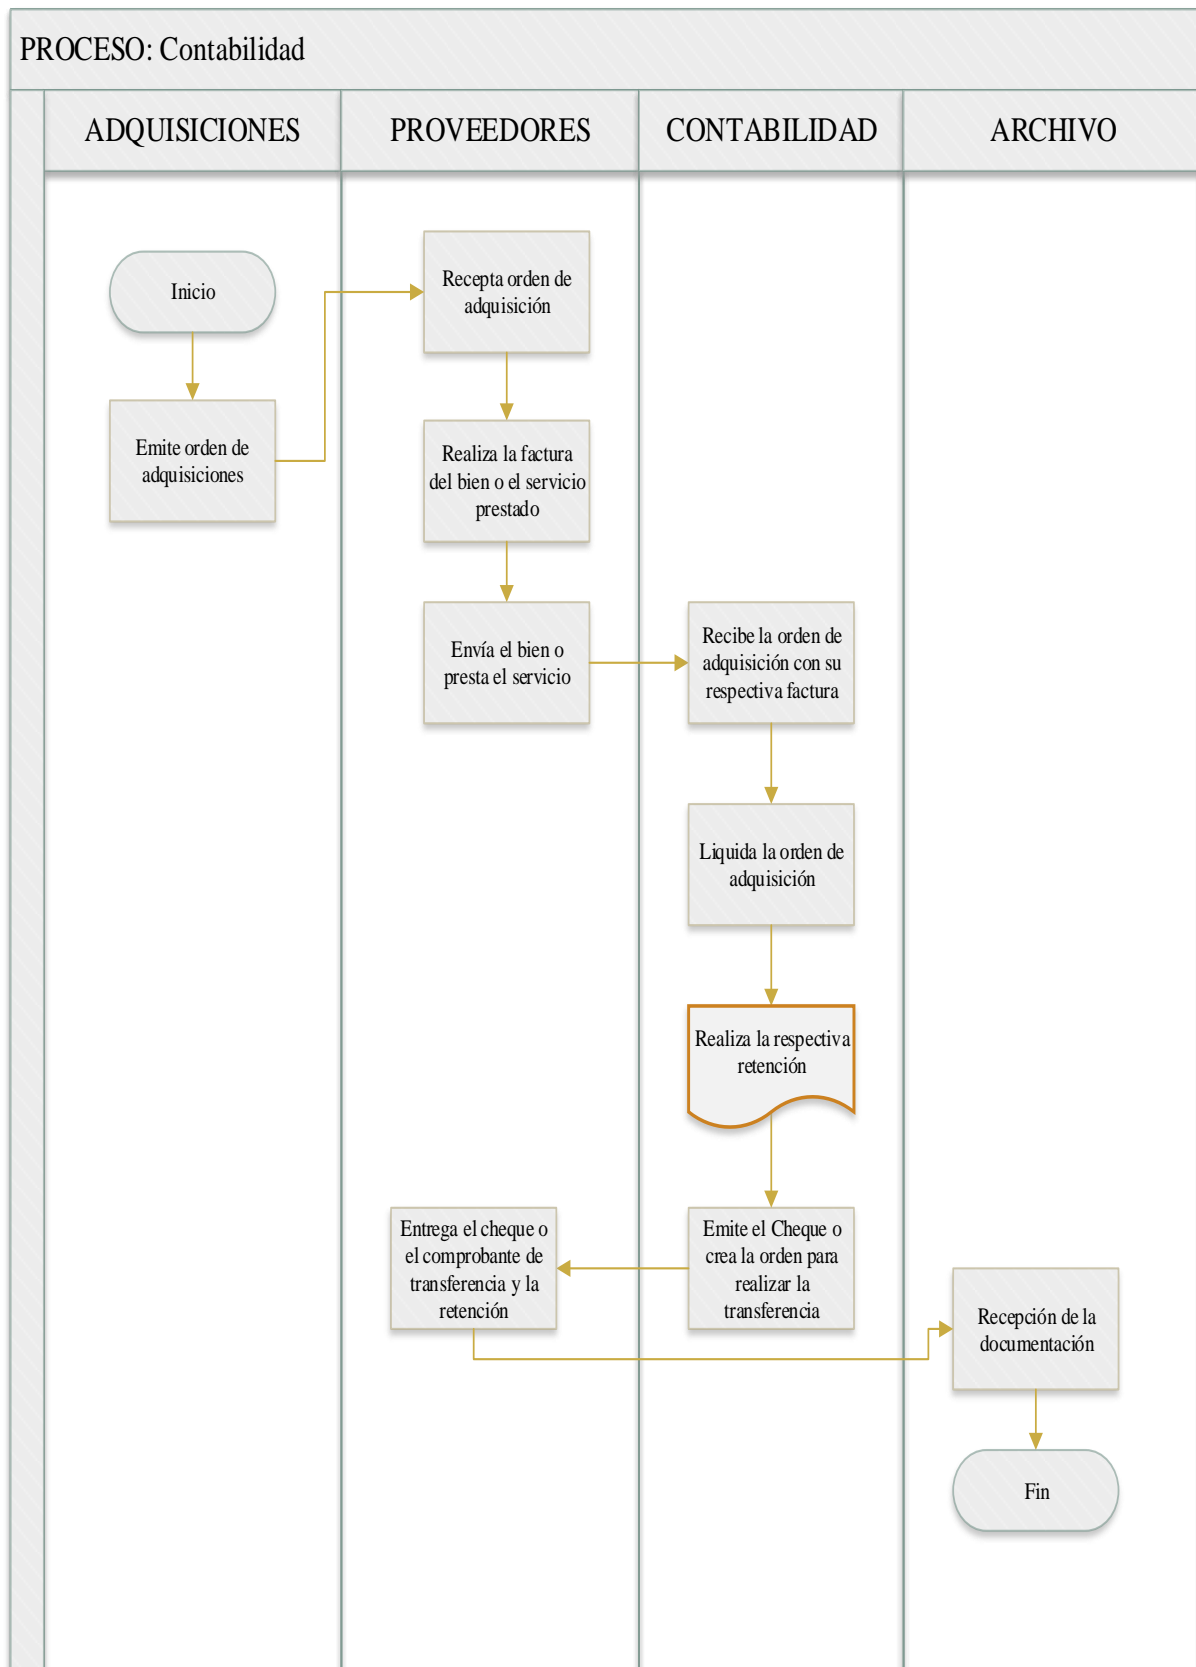 PROCESO: Contabilidad
ADQUISICIONES
PROVEEDORES
CONTABILIDAD
ARCHIVO
Inicio
Emite orden de
adquisiciones
Recepta orden de
adquisición
Realiza la factura
del bien o el servicio
prestado
Envía el bien o
presta el servicio
Recibe la orden de
adquisición con su
respectiva factura
Liquida la orden de
adquisición
Realiza la respectiva
retención
Emite el Cheque o
crea la orden para
realizar la
transferencia
Entrega el cheque o
el comprobante de
transferencia y la
retención
Recepción de la
documentación
Fin